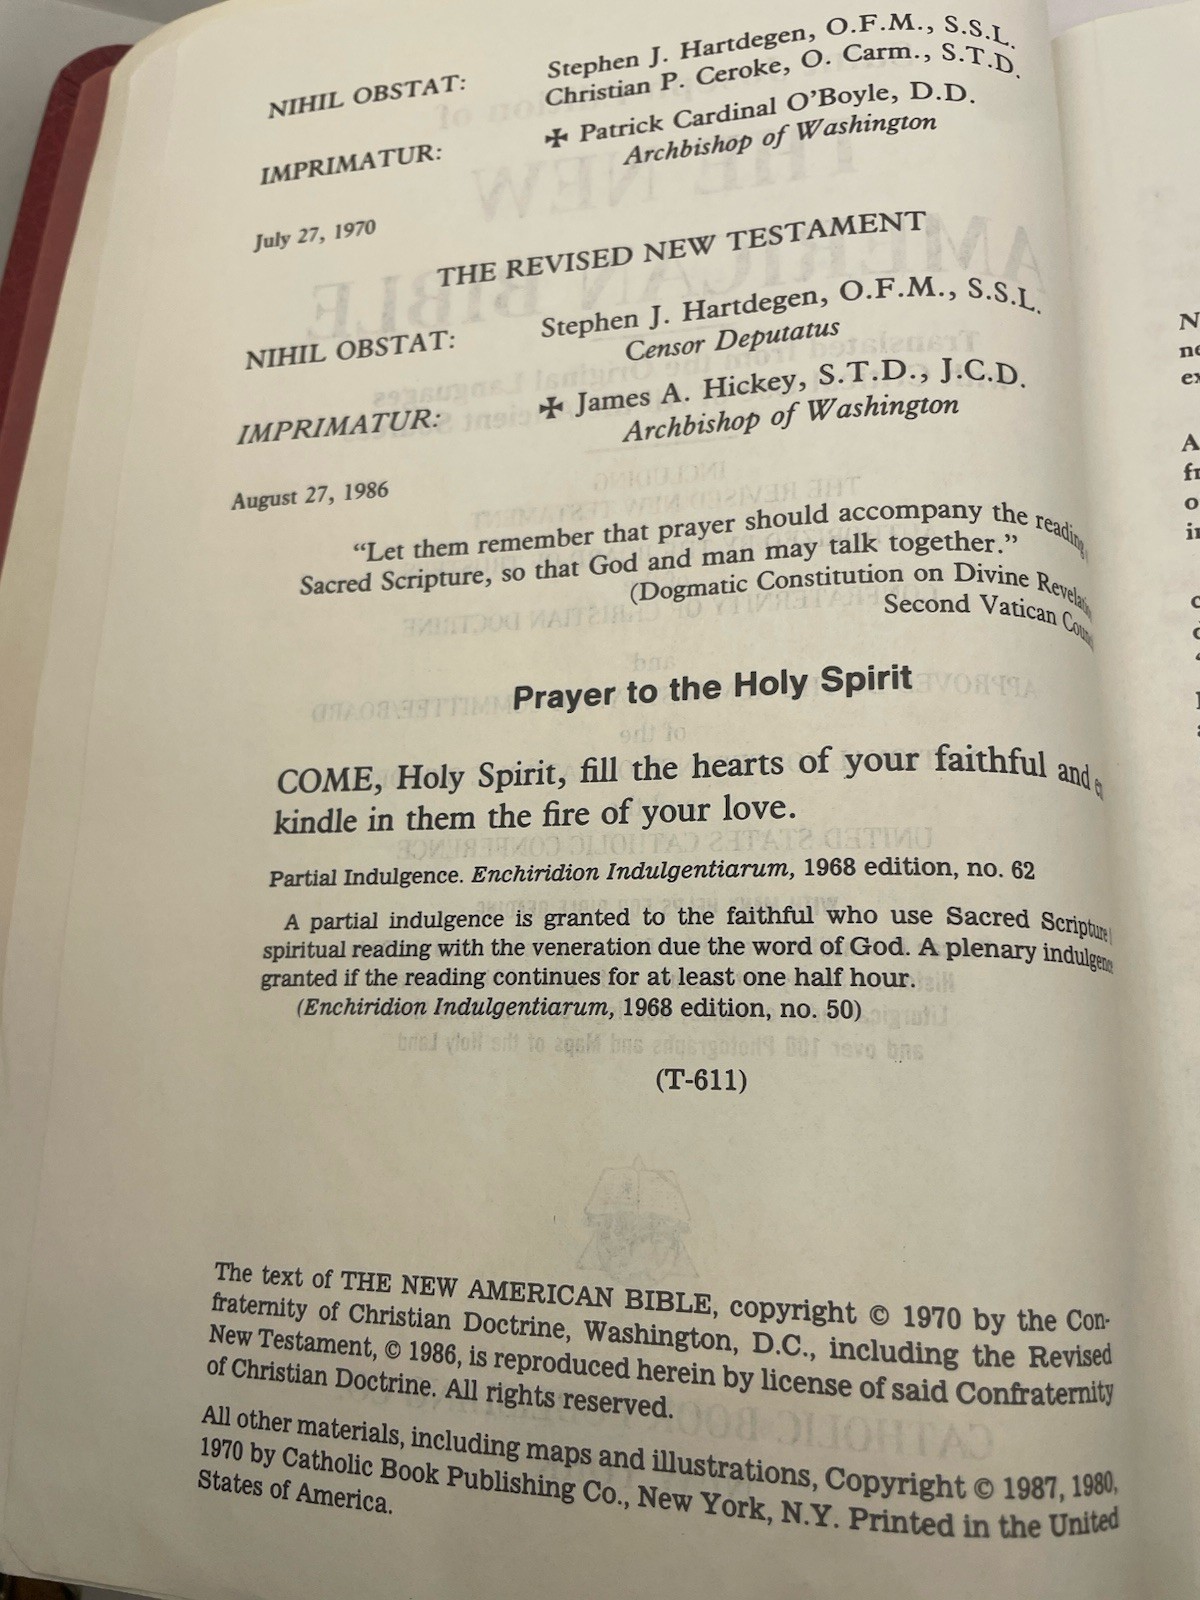 NIHIL OBSTAT: Stephen J. Hartdegen, O.F.M., S.S.L.
Christian P. Ceroke, O. Carm., S.T.D.
IMPRIMATUR: ✠ Patrick Cardinal O'Boyle, D.D.
Archbishop of Washington
July 27, 1970
THE REVISED NEW TESTAMENT
NIHIL OBSTAT: Stephen J. Hartdegen, O.F.M., S.S.L.
Censor Deputatus
IMPRIMATUR: ✠ James A. Hickey, S.T.D., J.C.D.
Archbishop of Washington
August 27, 1986
“Let them remember that prayer should accompany the reading
Sacred Scripture, so that God and man may talk together.”
(Dogmatic Constitution on Divine
Second Vatican
Prayer to the Holy Spirit
COME, Holy Spirit, fill the hearts of your faithful and
kindle in them the fire of your love.
Partial Indulgence. Enchiridion Indulgentiarum, 1968 edition, no. 62
A partial indulgence is granted to the faithful who use Sacred Scripture
spiritual reading with the veneration due the word of God. A plenary
granted if the reading continues for at least one half hour.
(Enchiridion Indulgentiarum, 1968 edition, no. 50)
(T-611)
The text of THE NEW AMERICAN BIBLE, copyright © 1970 by the Con-
fraternity of Christian Doctrine, Washington, D.C., including the Revised
New Testament, © 1986, is reproduced herein by license of said Confraternity
of Christian Doctrine. All rights reserved.
All other materials, including maps and illustrations, Copyright © 1987, 1980,
1970 by Catholic Book Publishing Co., New York, N.Y. Printed in the United
States of America.